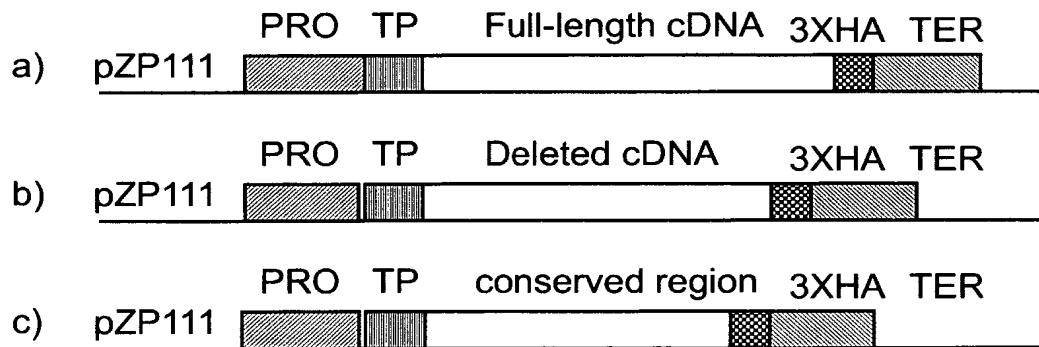 PRO TP Full-length cDNA 3XHA TER
a) pZP111
PRO TP Deleted cDNA 3XHA TER
b) pZP111
PRO TP conserved region 3XHA TER
c) pZP111